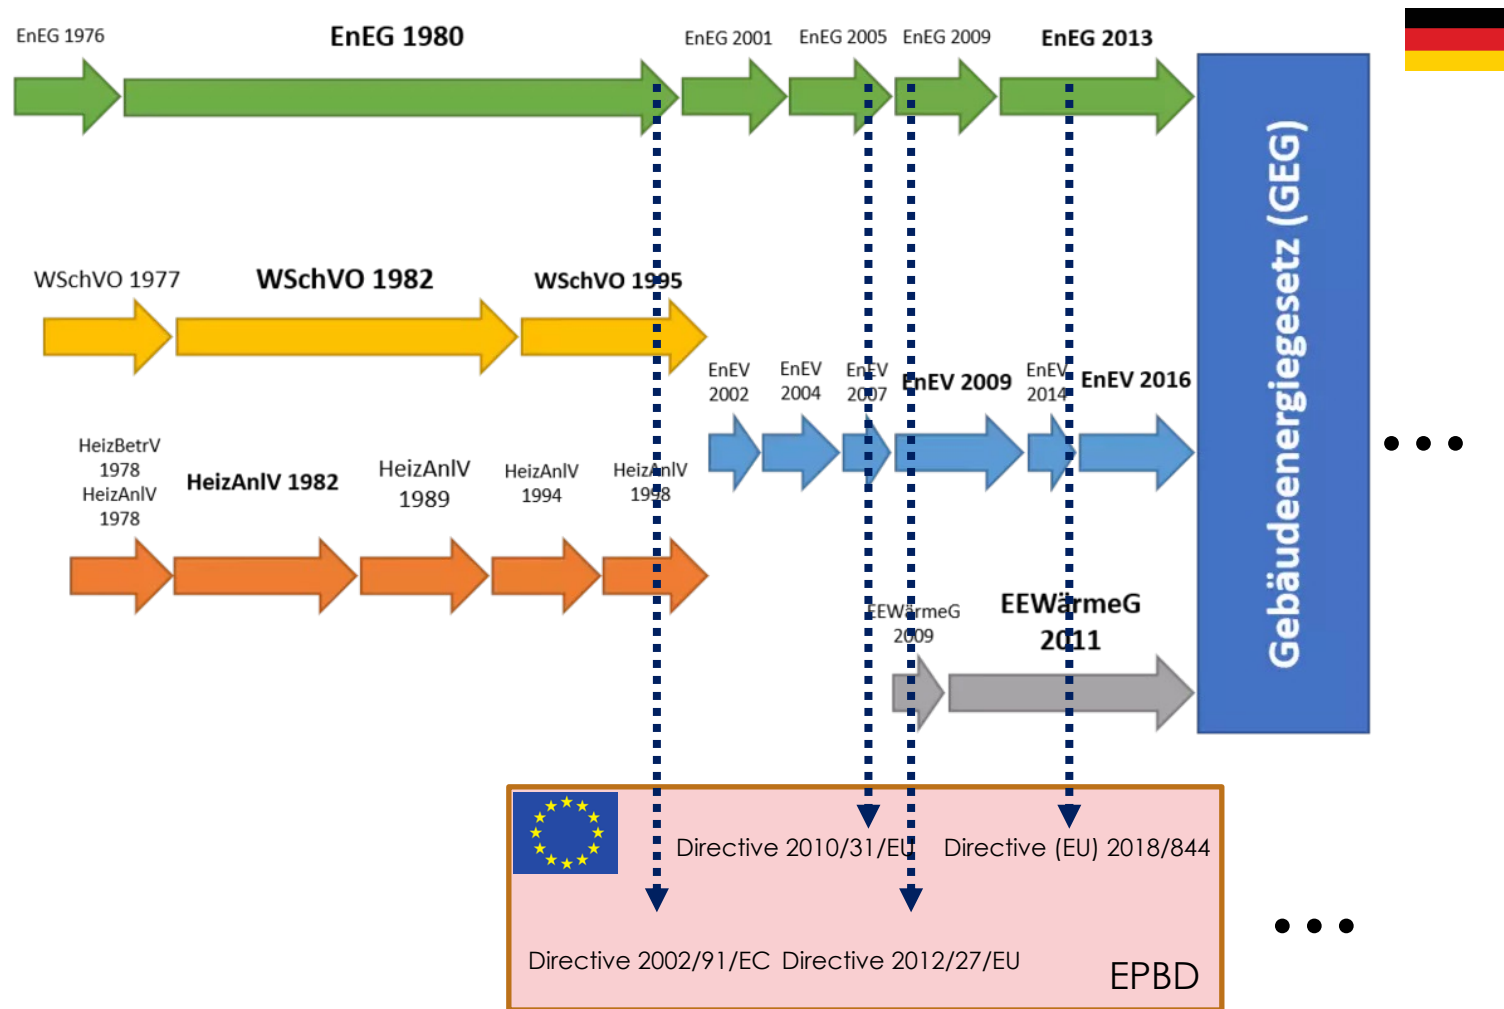 EnEG 1976
EnEG 1980
EnEG 2001
EnEG 2005
EnEG 2009
EnEG 2013
WSchVO 1977
WSchVO 1982
WSchVO 1995
EnEV
2002
EnEV
2004
EnEV
2007
EnEV 2009
EnEV
2014
EnEV 2016
HeizBetrV
1978
HeizAnlV
1978
HeizAnlV 1982
HeizAnlV
1989
HeizAnlV
1994
HeizAnlV
1998
EEWärmeG
2009
EEWärmeG
2011
Gebäudeenergiegesetz (GEG)
Directive 2010/31/EU
Directive (EU) 2018/844
Directive 2002/91/EC
Directive 2012/27/EU
EPBD